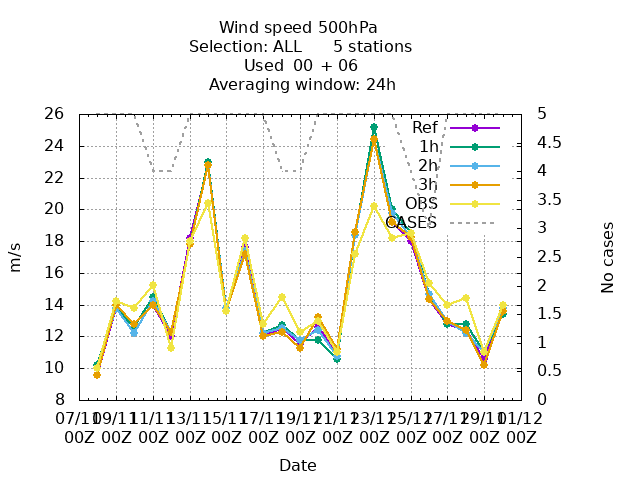 Wind speed 500hPa
Selection: ALL 5 stations
Used 00 + 06
Averaging window: 24h
26
24
22
20
18
16
14
12
10
8
m/s
5
4.5
4
3.5
3
2.5
2
1.5
1
0.5
0
No cases
Ref
1h
2h
3h
OBS
CASES
07/11 09/11 11/11 13/11 15/11 17/11 19/11 21/11 23/11 25/11 27/11 29/11 01/12
00Z 00Z 00Z 00Z 00Z 00Z 00Z 00Z 00Z 00Z 00Z 00Z 00Z
Date